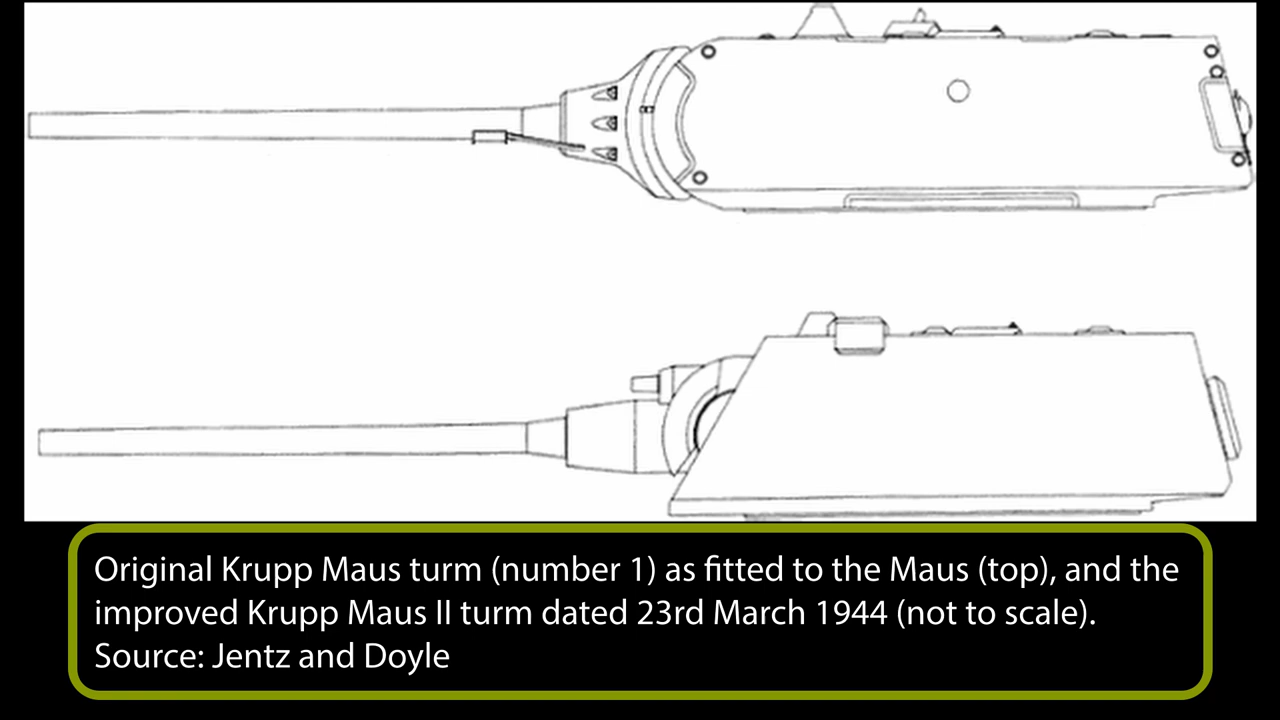 Original Krupp Maus turm (number 1) as fitted to the Maus (top), and the
improved Krupp Maus II turm dated 23rd March 1944 (not to scale).
Source: Jentz and Doyle